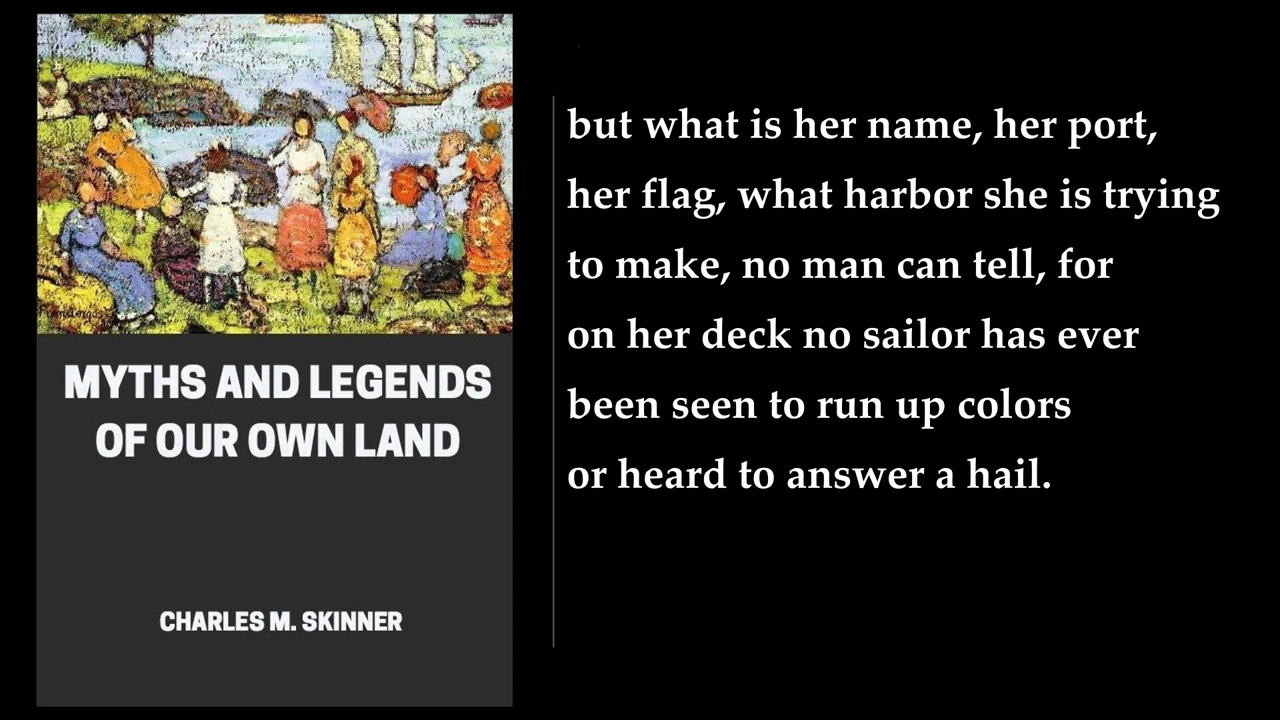 MYTHS AND LEGENDS
OF OUR OWN LAND
CHARLES M. SKINNER
but what is her name, her port,
her flag, what harbor she is trying
to make, no man can tell, for
on her deck no sailor has ever
been seen to run up colors
or heard to answer a hail.